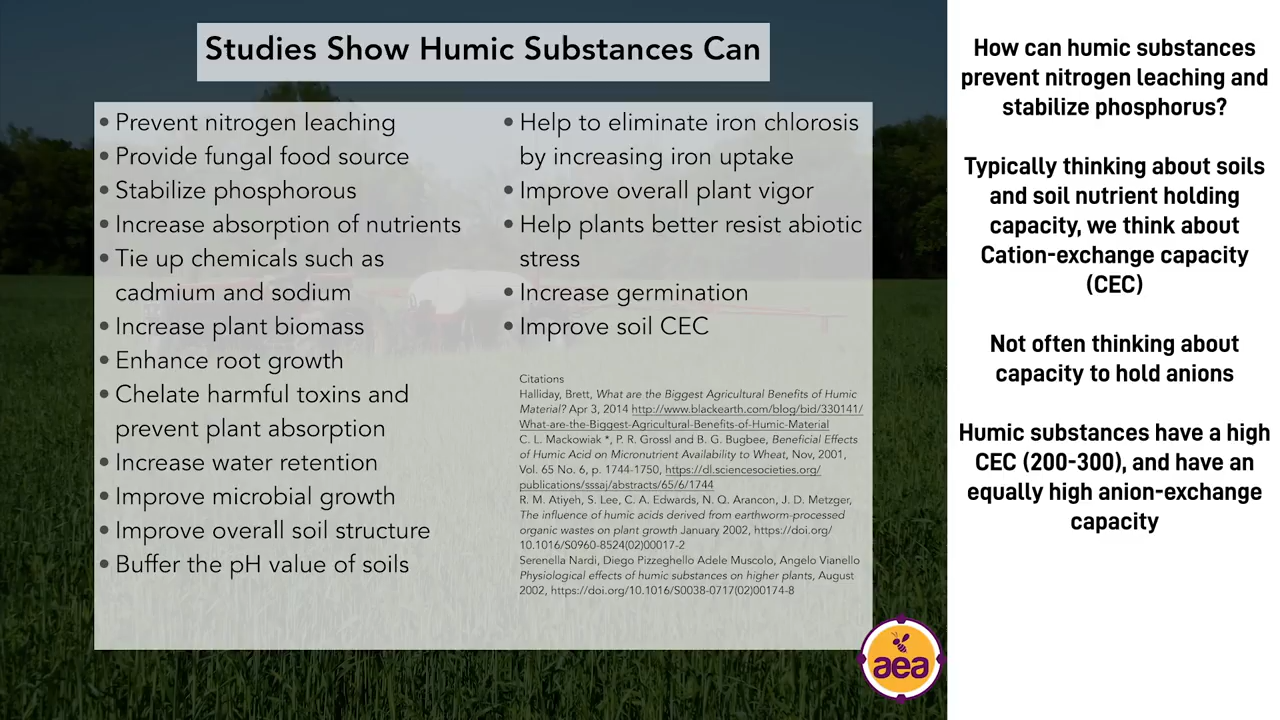 Studies Show Humic Substances Can
• Prevent nitrogen leaching
• Provide fungal food source
• Stabilize phosphorous
• Increase absorption of nutrients
• Tie up chemicals such as
cadmium and sodium
• Increase plant biomass
• Enhance root growth
• Chelate harmful toxins and
prevent plant absorption
• Increase water retention
• Improve microbial growth
• Improve overall soil structure
• Buffer the pH value of soils
• Help to eliminate iron chlorosis
by increasing iron uptake
• Improve overall plant vigor
• Help plants better resist abiotic
stress
• Increase germination
• Improve soil CEC
Citations
Halliday, Brett, What are the Biggest Agricultural Benefits of Humic
Material? Apr 3, 2014 http://www.blackearth.com/blog/bid/330141/
What-are-the-Biggest-Agricultural-Benefits-of-Humic-Material
C. L. Mackowiak *, P. R. Grossl and B. G. Bugbee, Beneficial Effects
of Humic Acid on Micronutrient Availability to Wheat, Nov, 2001,
Vol. 65 No. 6, p. 1744-1750, https://dl.sciencesocieties.org/
publications/sssaj/abstracts/65/6/1744
R. M. Atiyeh, S. Lee, C. A. Edwards, N. Q. Arancon, J. D. Metzger,
The influence of humic acids derived from earthworm-processed
organic wastes on plant growth January 2002, https://doi.org/
10.1016/S0960-8524(02)00017-2
Serenella Nardi, Diego Pizzeghello Adele Muscolo, Angelo Vianello
Physiological effects of humic substances on higher plants, August
2002, https://doi.org/10.1016/S0038-0717(02)00174-8
aea
How can humic substances
prevent nitrogen leaching and
stabilize phosphorus?
Typically thinking about soils
and soil nutrient holding
capacity, we think about
Cation-exchange capacity
(CEC)
Not often thinking about
capacity to hold anions
Humic substances have a high
CEC (200-300), and have an
equally high anion-exchange
capacity